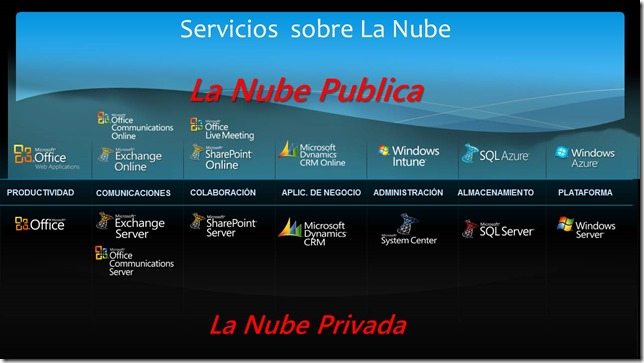 Servicios sobre La Nube
La Nube Publica
Microsoft
Office
Communications
Online
Microsoft
Office
Live Meeting
Microsoft
Office
Web Applications
Microsoft
Exchange
Online
Microsoft
SharePoint
Online
Microsoft
Dynamics
CRM Online
Windows
Intune
SQL Azure
Windows
Azure
PRODUCTIVIDAD
COMUNICACIONES
COLABORACIÓN
APLIC. DE NEGOCIO
ADMINISTRACIÓN
ALMACENAMIENTO
PLATAFORMA
Microsoft
Office
Microsoft
Exchange
Server
Microsoft
SharePoint
Server
Microsoft
Dynamics
CRM
Microsoft
System Center
Microsoft
SQL Server
Windows
Server
Microsoft
Office
Communications
Server
La Nube Privada